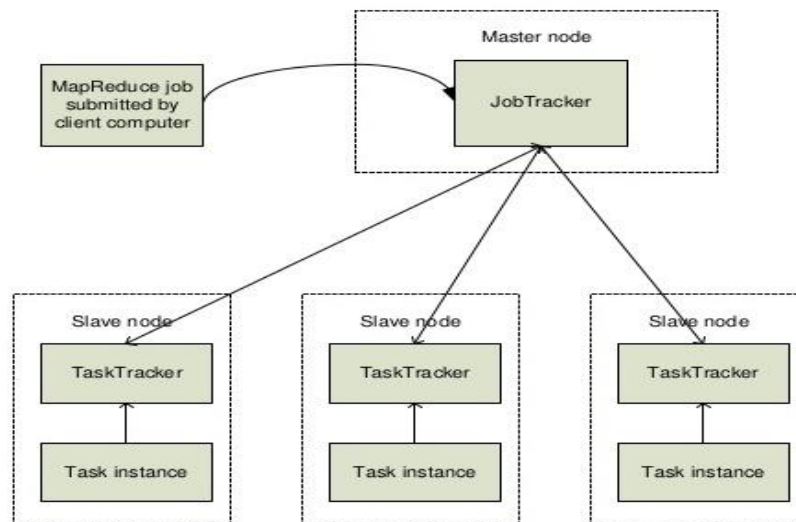 Master node
MapReduce job
submitted by
client computer
JobTracker
Slave node
Slave node
Slave node
TaskTracker
TaskTracker
TaskTracker
Task instance
Task instance
Task instance